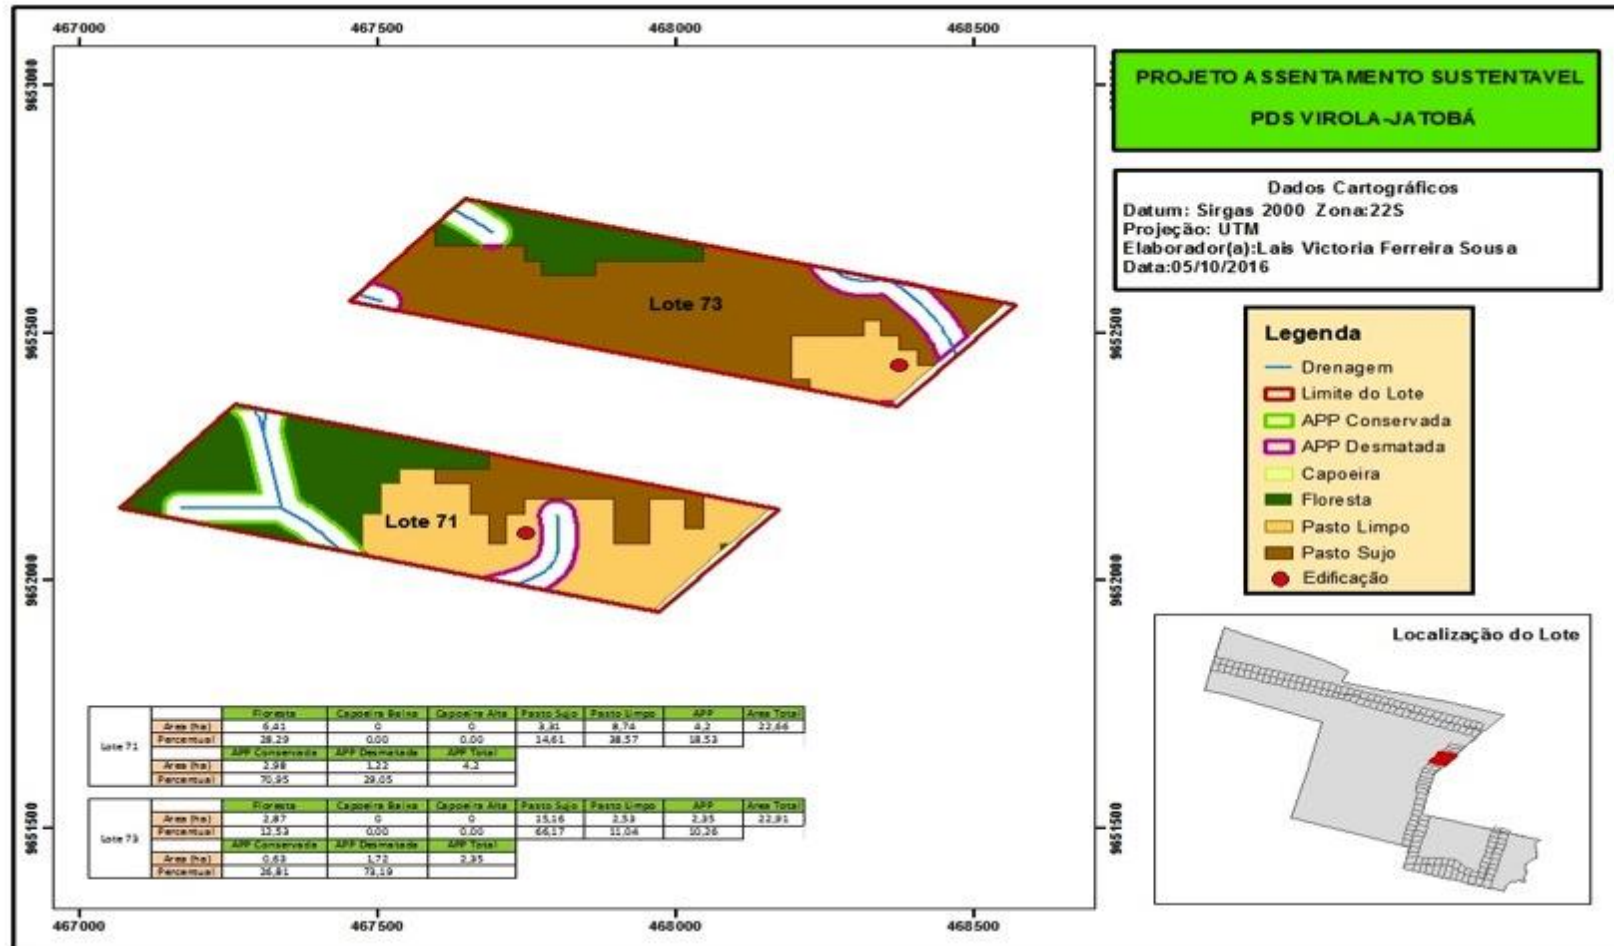 467000 467500 468000 468500
9653000
9652500
9652000
9651500
9652500
9652000
9651500
PROJETO ASSENTAMENTO SUSTENTAVEL
PDS VIROLA-JATOBÁ
Dados Cartográficos
Datum: Sirgas 2000 Zona:22S
Projeção: UTM
Elaborador(a):Lais Victoria Ferreira Sousa
Data:05/10/2016
Lote 73
Lote 71
Legenda
Drenagem
Limite do Lote
APP Conservada
APP Desmatada
Capoeira
Floresta
Pasto Limpo
Pasto Sujo
Edificação
Localização do Lote
Lote 71
Floresta Capoeira Baixa Capoeira Alta Pasto Sujo Pasto Limpo APP Area Total
Area (ha) 6,41 0 0 3,31 8,74 4,2 22,66
Percentual 28,29 0,00 0,00 14,61 38,57 18,53
APP Conservada APP Desmatada APP Total
Area (ha) 2,98 1,22 4,2
Percentual 70,95 29,05
Lote 73
Floresta Capoeira Baixa Capoeira Alta Pasto Sujo Pasto Limpo APP Area Total
Area (ha) 2,87 0 0 15,16 2,53 2,35 22,91
Percentual 12,53 0,00 0,00 66,17 11,04 10,26
APP Conservada APP Desmatada APP Total
Area (ha) 0,63 1,72 2,35
Percentual 26,81 73,19
467000 467500 468000 468500